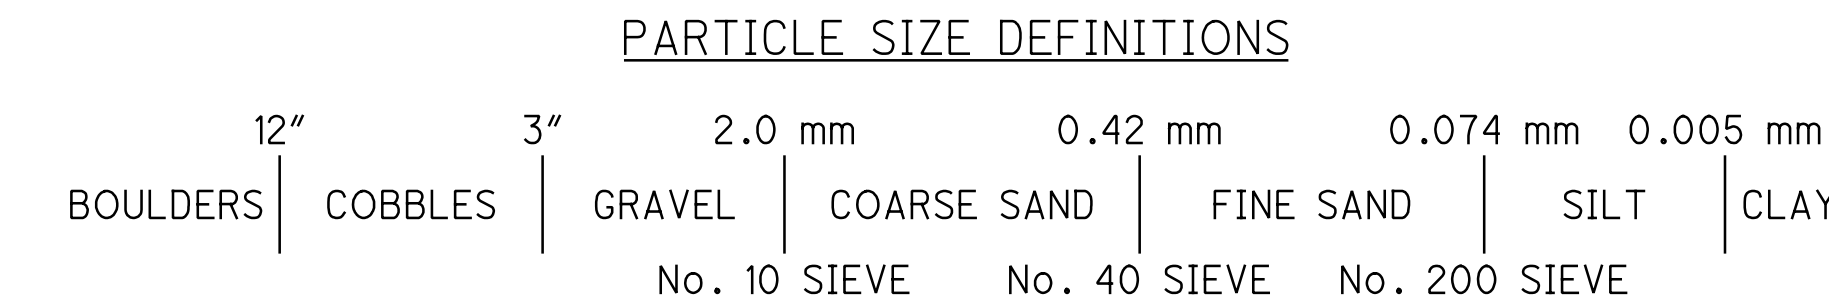 PARTICLE SIZE DEFINITIONS
12" 3" 2.0 mm 0.42 mm 0.074 mm 0.005 mm
BOULDERS COBBLES GRAVEL COARSE SAND FINE SAND SILT CLAY
No. 10 SIEVE No. 40 SIEVE No. 200 SIEVE